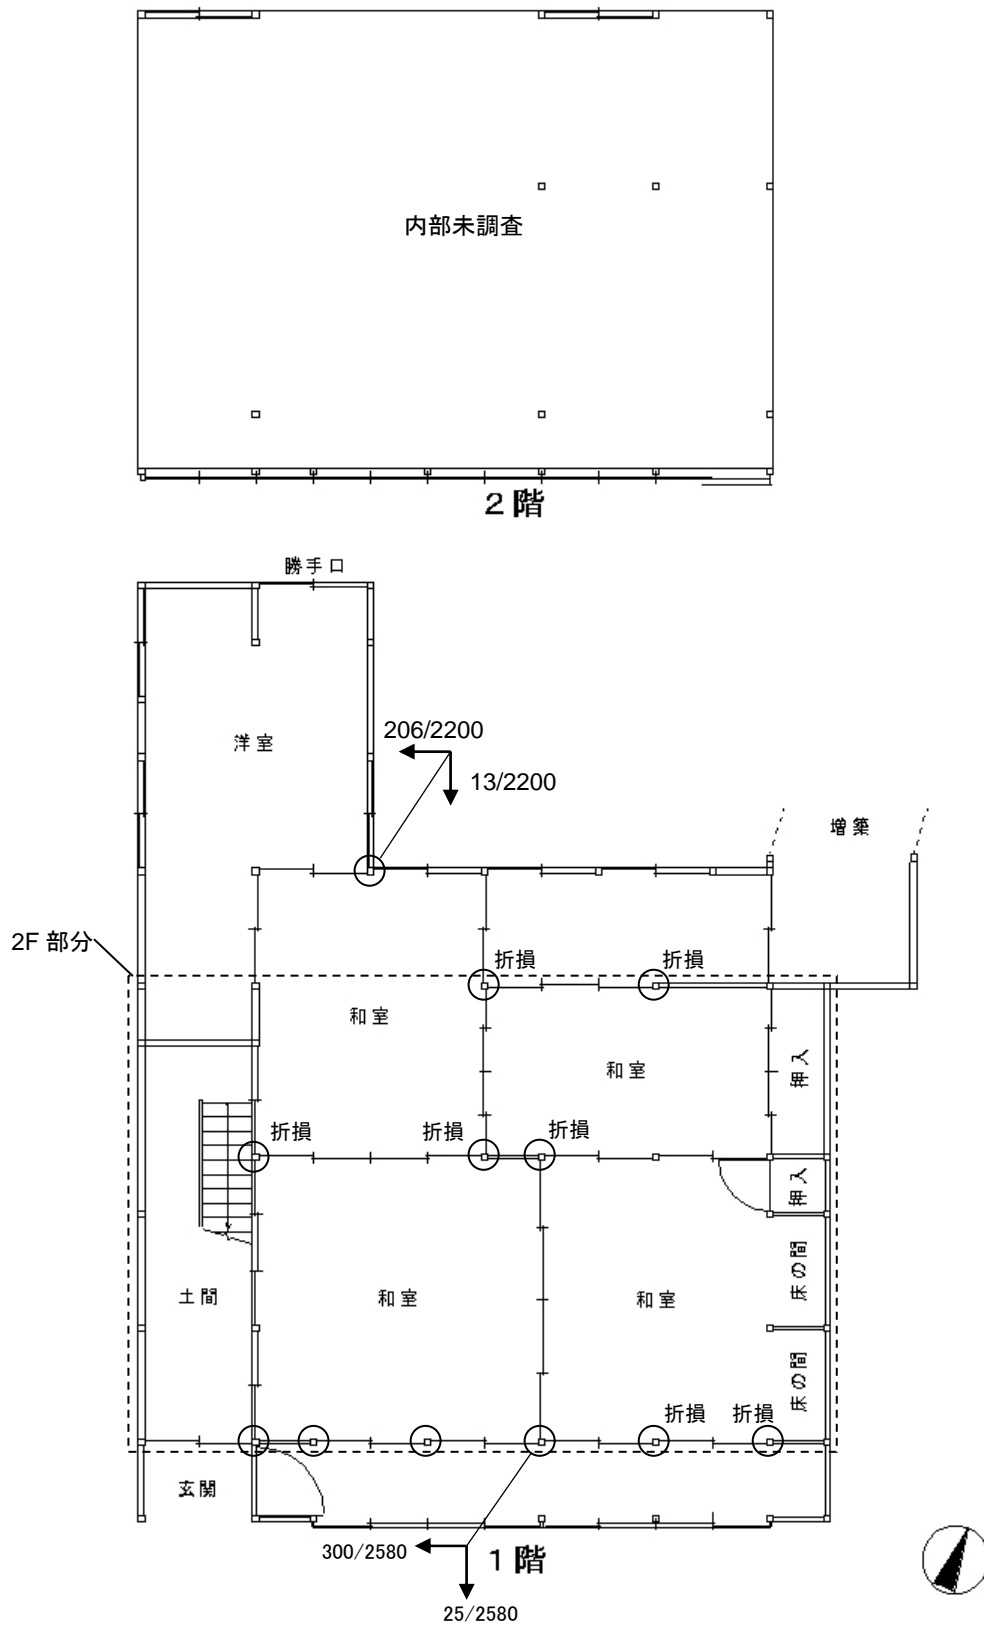 内部未調査
2階
勝手口
洋室
206/2200
13/2200
増築
2F 部分
折損
折損
和室
和室
押入
折損
折損
折損
押入
床の間
土間
和室
和室
床の間
折損
折損
玄関
300/2580
1階
25/2580